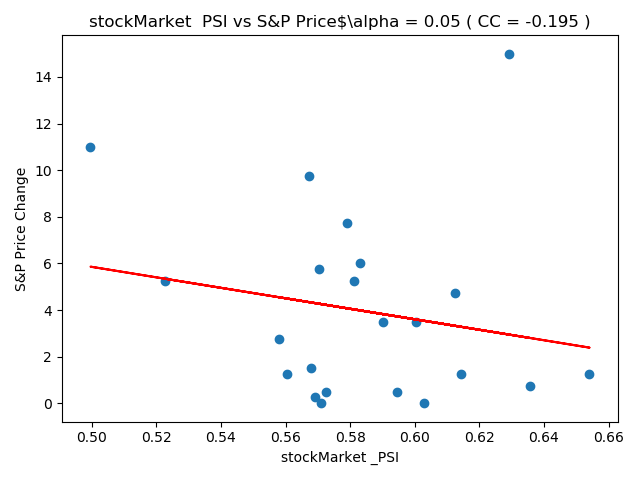 stockMarket  PSI vs S&P Price$\alpha = 0.05 ( CC = -0.195 )
14
12
10
8
6
4
2
0
S&P Price Change
0.50 0.52 0.54 0.56 0.58 0.60 0.62 0.64 0.66
stockMarket _PSI